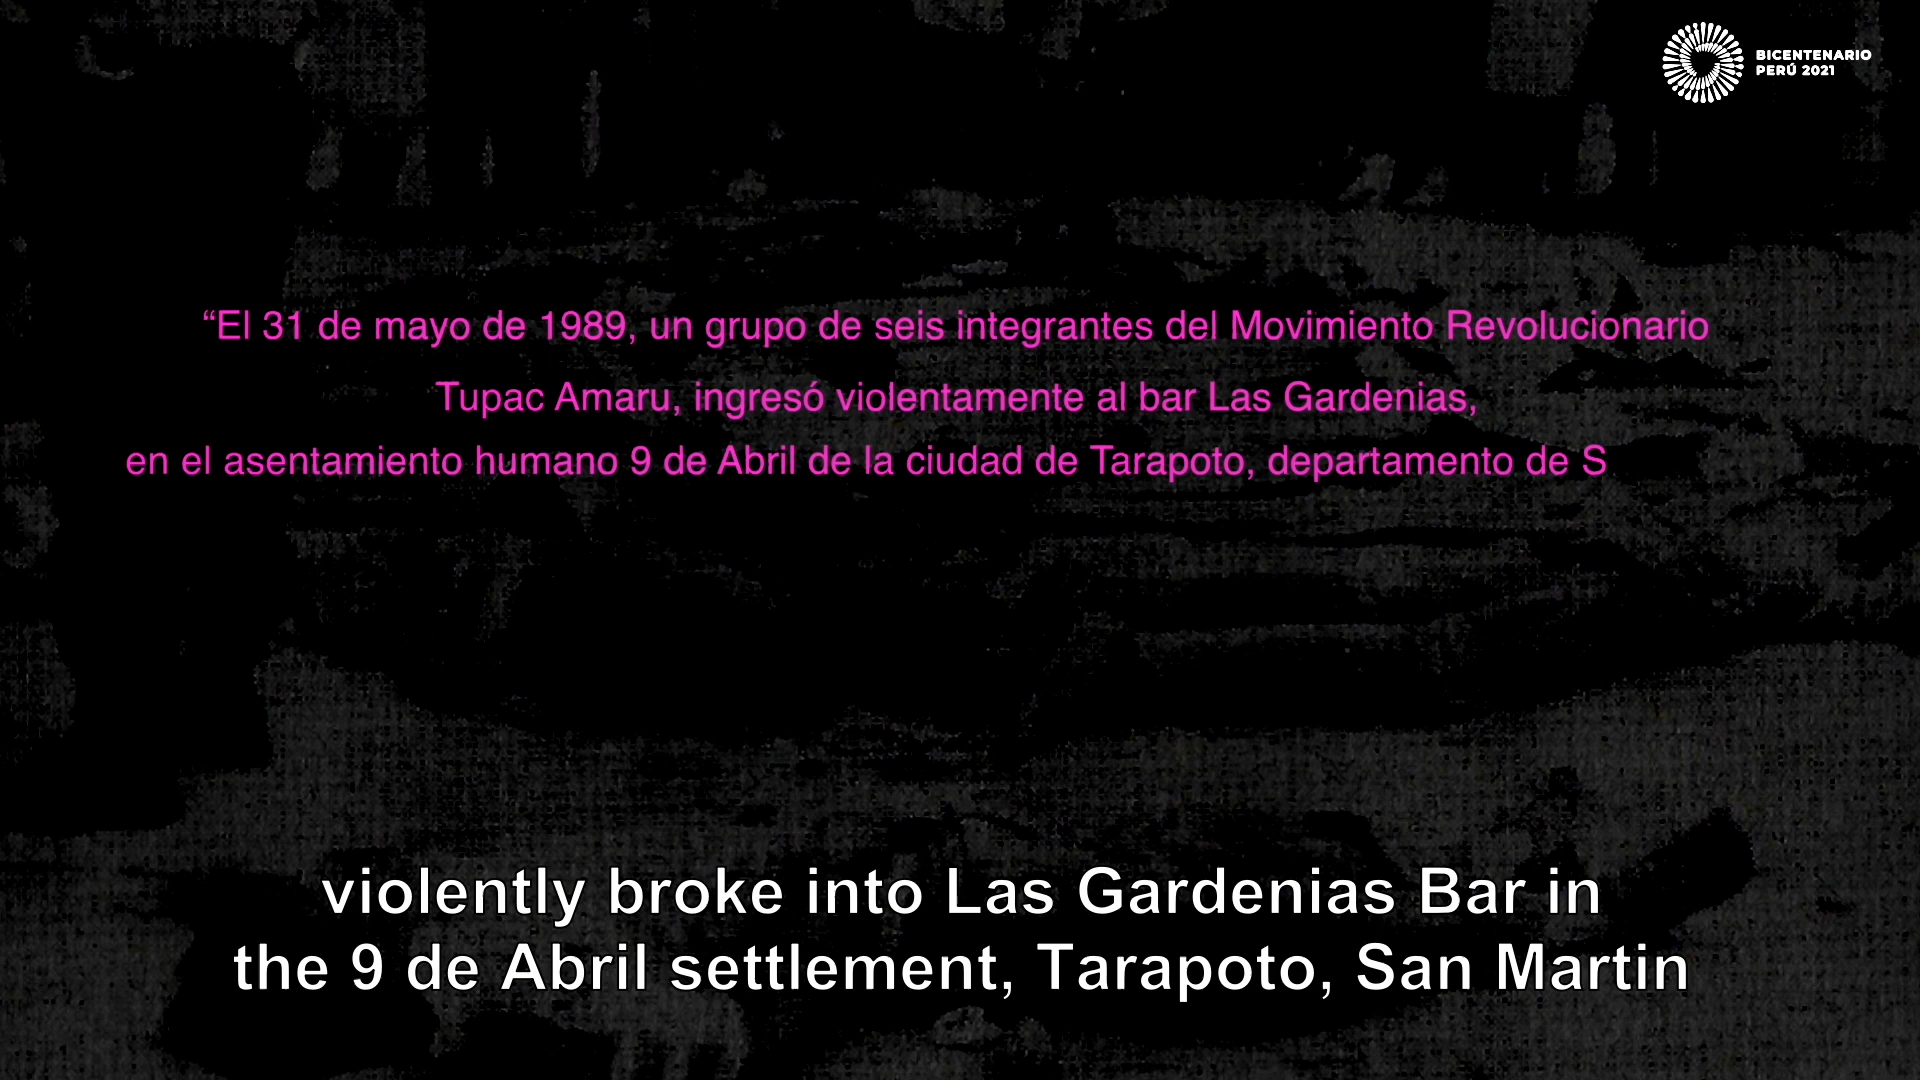 BICENTENARIO
PERÚ 2021
“El 31 de mayo de 1989, un grupo de seis integrantes del Movimiento Revolucionario
Tupac Amaru, ingresó violentamente al bar Las Gardenias,
en el asentamiento humano 9 de Abril de la ciudad de Tarapoto, departamento de S
violently broke into Las Gardenias Bar in
the 9 de Abril settlement, Tarapoto, San Martin